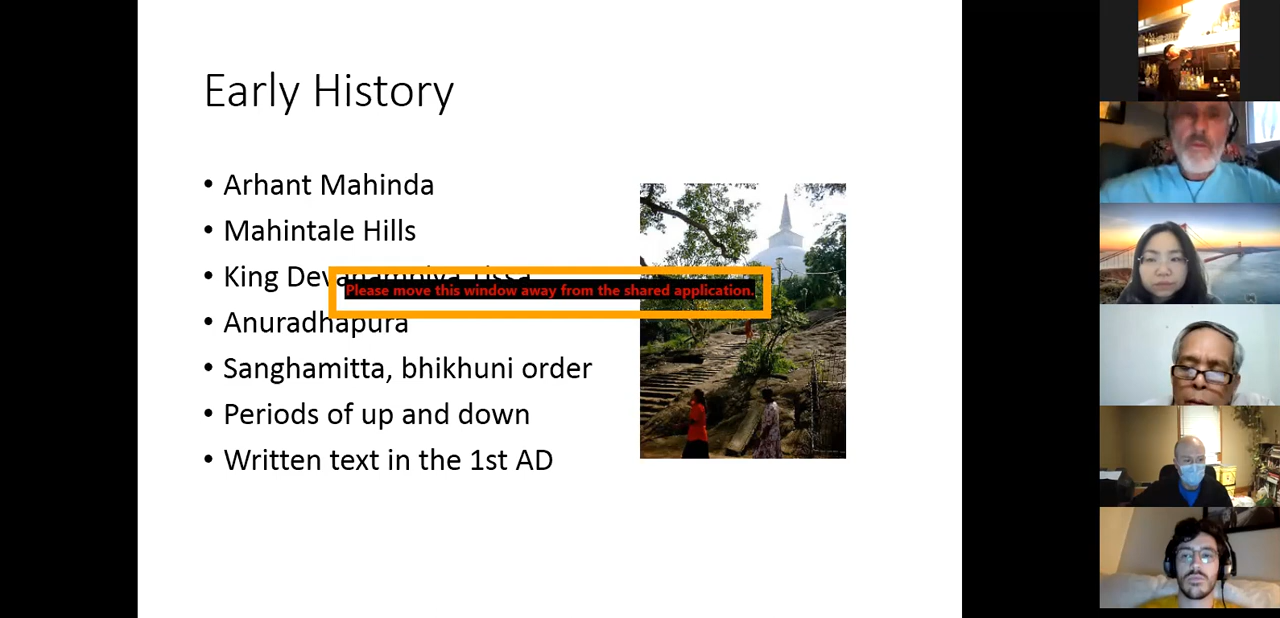 Early History
• Arhant Mahinda
• Mahintale Hills
• King Devanampiya Tissa
Please move this window away from the shared application.
• Anuradhapura
• Sanghamitta, bhikhuni order
• Periods of up and down
• Written text in the 1st AD